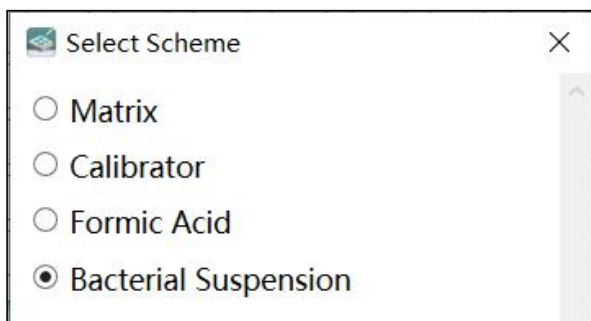 Select Scheme
Matrix
Calibrator
Formic Acid
Bacterial Suspension